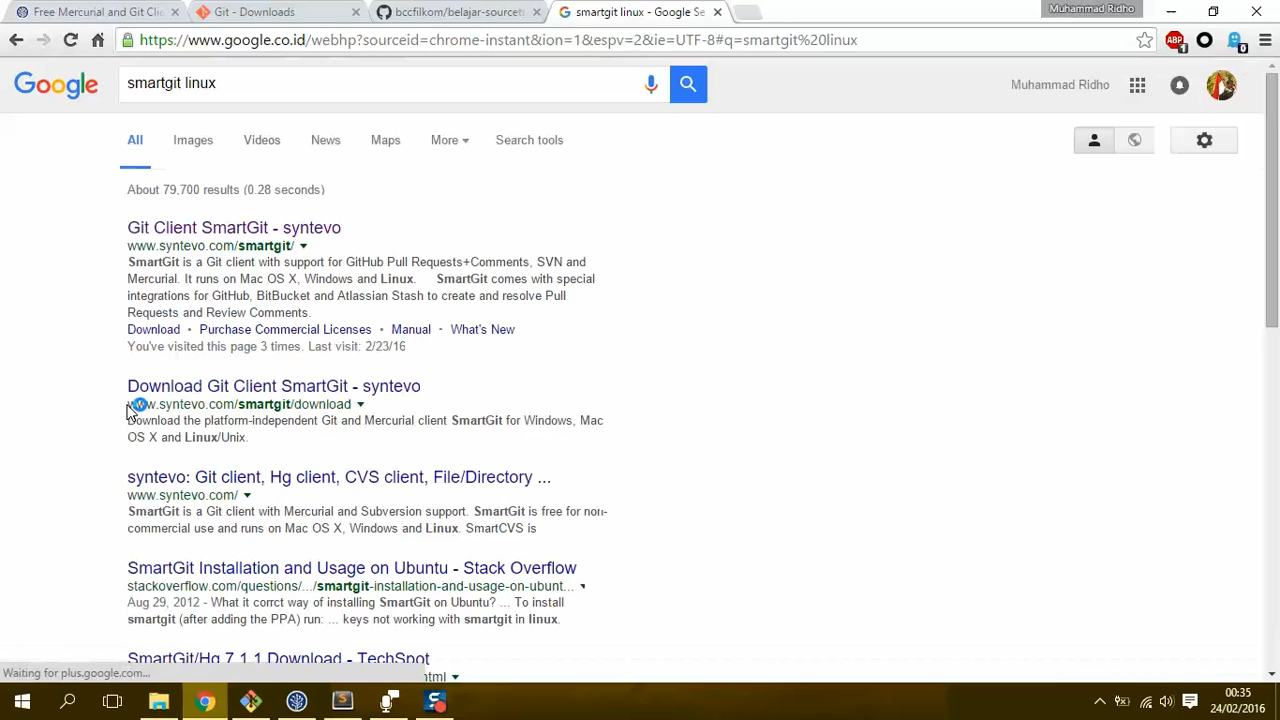 Free Mercurial and Git Clie
Git - Downloads
bccfilkom/belajar-sourcetr
smartgit linux - Google Se
Muhammad Ridho
https://www.google.co.id/webhp?sourceid=chrome-instant&ion=1&espv=2&ie=UTF-8#q=smartgit%20linux
Google
smartgit linux
Muhammad Ridho
All
Images
Videos
News
Maps
More
Search tools
About 79,700 results (0.28 seconds)
Git Client SmartGit - syntevo
www.syntevo.com/smartgit/
SmartGit is a Git client with support for GitHub Pull Requests+Comments, SVN and
Mercurial. It runs on Mac OS X, Windows and Linux. SmartGit comes with special
integrations for GitHub, BitBucket and Atlassian Stash to create and resolve Pull
Requests and Review Comments.
Download • Purchase Commercial Licenses • Manual • What's New
You've visited this page 3 times. Last visit: 2/23/16
Download Git Client SmartGit - syntevo
www.syntevo.com/smartgit/download
Download the platform-independent Git and Mercurial client SmartGit for Windows, Mac
OS X and Linux/Unix.
syntevo: Git client, Hg client, CVS client, File/Directory ...
www.syntevo.com/
SmartGit is a Git client with Mercurial and Subversion support. SmartGit is free for non-
commercial use and runs on Mac OS X, Windows and Linux. SmartCVS is
SmartGit Installation and Usage on Ubuntu - Stack Overflow
stackoverflow.com/questions/.../smartgit-installation-and-usage-on-ubunt...
Aug 29, 2012 - What it corrct way of installing SmartGit on Ubuntu? ... To install
smartgit (after adding the PPA) run: ... keys not working with smartgit in linux.
SmartGit/Hg 7.1.1 Download - TechSpot
Waiting for plus.google.com...
html
00:35
24/02/2016